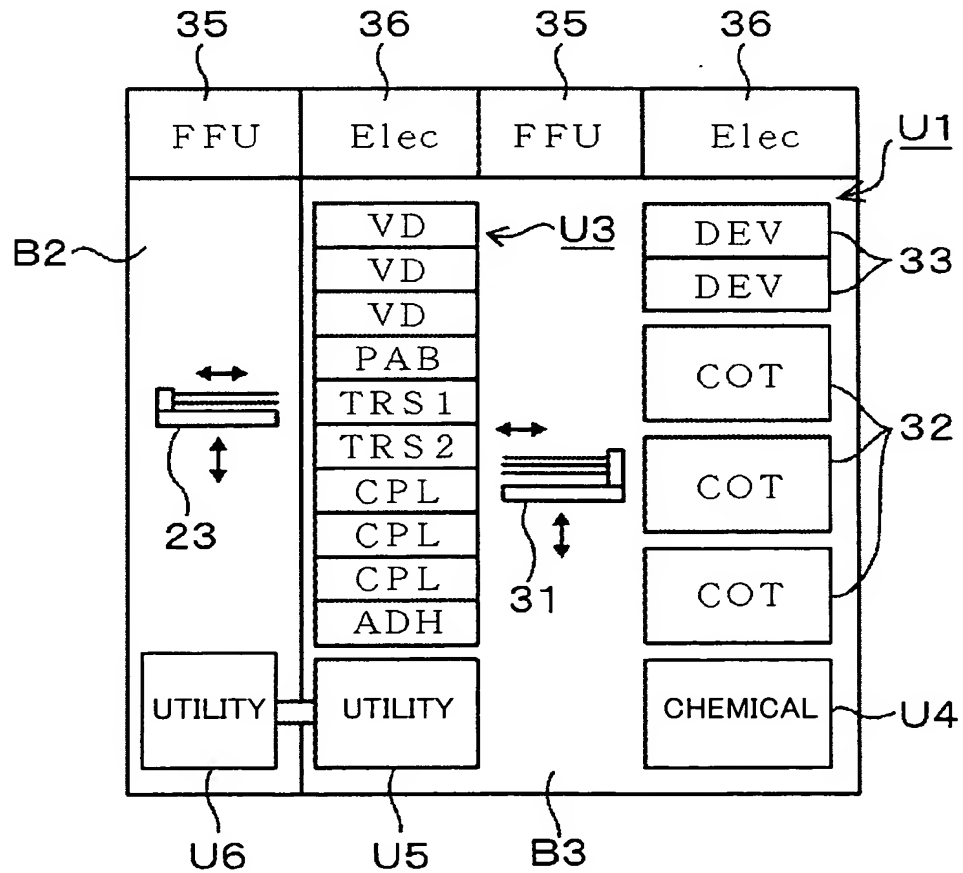 35 36 35 36
FFU Elec FFU Elec
U1
VD U3 DEV
B2 33
VD DEV
VD
PAB COT
TRS1
32
TRS2
CPL COT
23
CPL
31
CPL COT
ADH
UTILITY UTILITY CHEMICAL U4
U6 U5 B3